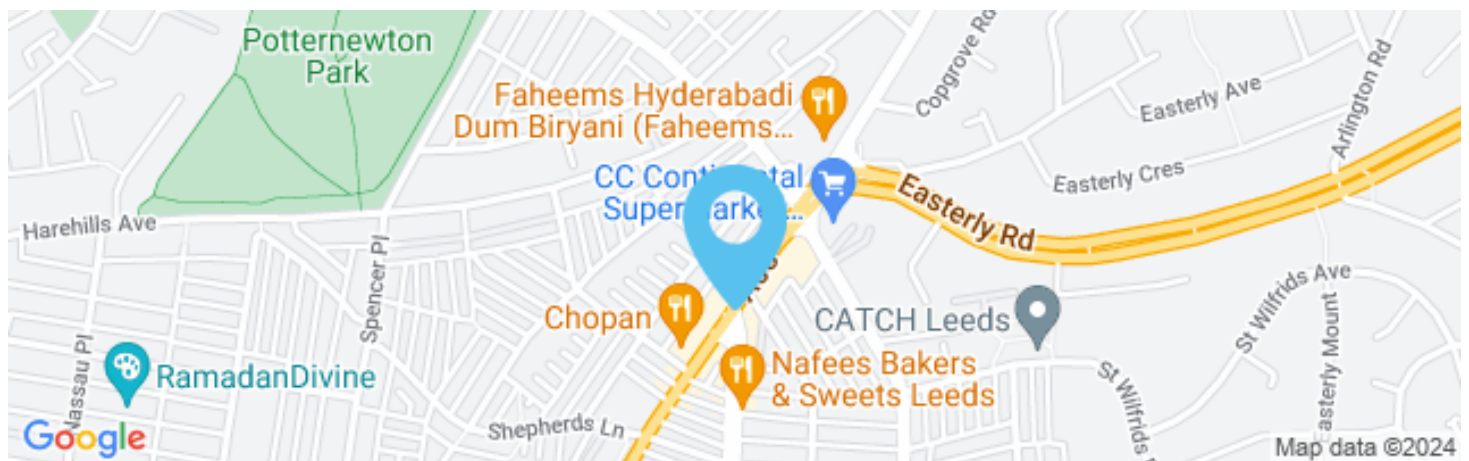 Potternewton
Park
Faheems Hyderabadi
Dum Biryani (Faheems...
Copgrove Rd
Easterly Ave
Arlington Rd
Easterly Cres
CC
Easterly Rd
Harehills Ave
Spencer Pl
Chopan
CATCH Leeds
St Wilfrids Ave
Easterly Mount
Nassau Pl
RamadanDivine
Nafees Bakers
& Sweets Leeds
St Wilfrids
Shepherds Ln
Google
Map data ©2024